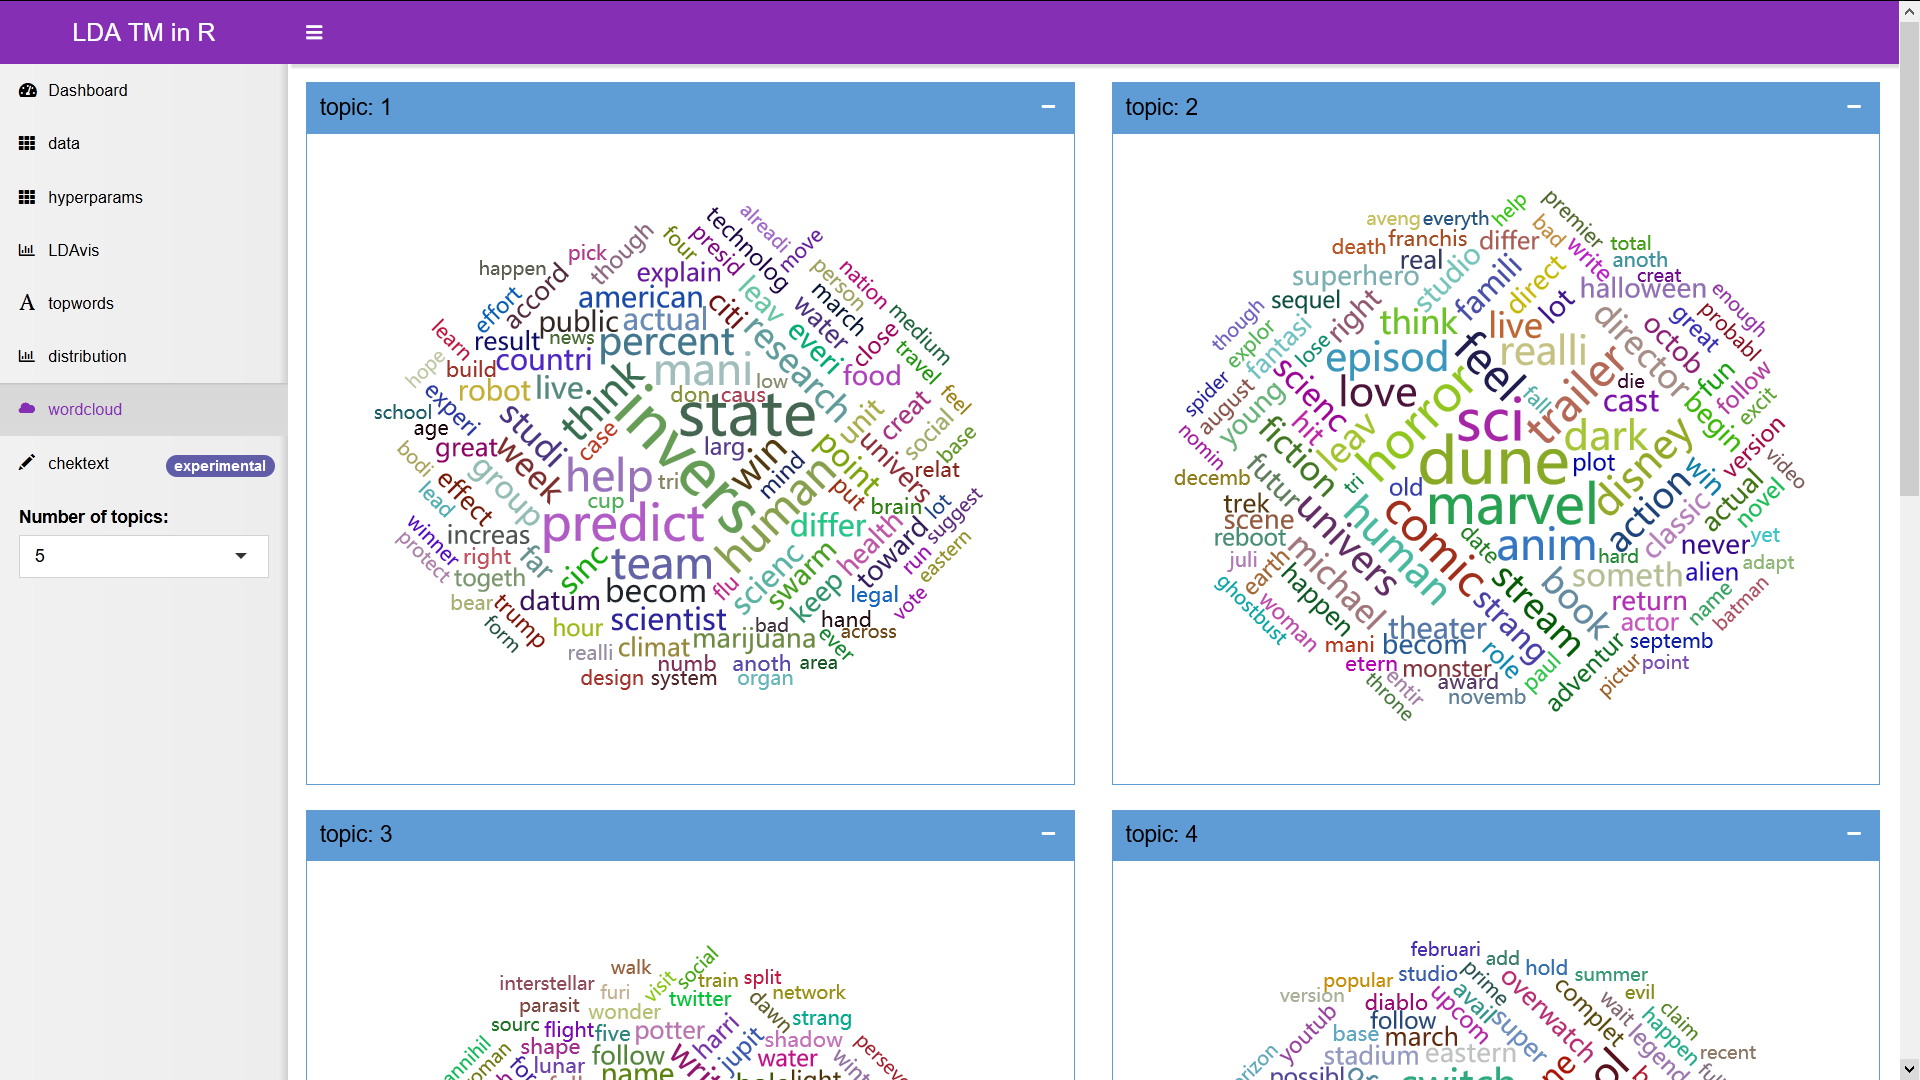 LDA TM in R
Dashboard
data
hyperparams
LDAvis
topwords
distribution
wordcloud
chektext experimental
Number of topics:
5
topic: 1
technolog alreadi move
four presid though pick
happen accord explain leav person nation
effort american citi water march medium
public actual research everi close
learn result news percent travel
hope build countri mani food
robot live think don caus low feel
experi state creat
school studi unit social
age case larg base
great week invers win point univers
bodi group help tri mind relat
lead effect cup human put brain lot suggest
winner increas predict differ health
protect right far sinc team toward run eastern
togeth scienc swarm
bear datum becom flu keep legal vote
trump scientist hand
form hour climat marijuana bad across
realli ever
numb anoth area
design system organ
topic: 2
help premier
aveng everyth bad
death franchis differ write total
real studio anoth
superhero famili direct creat
sequel right lot halloween enough
though think live great probabl
explor fantasi lose realli director octob
episod feel trailer fun follow
spider scienc love die
august young fall cast excit
hit horror sci begin
nomin fiction leav dark version
decemb futur tri dune plot win video
trek old disney actual novel
scene univers marvel action classic
reboot human comic date anim never yet
juli michael hard adapt
earth stream someth alien
ghostbust happen book name batman
woman strang return
theater actor
mani becom septemb
etern monster role paul adventur point
entir award pictur
throne novemb
topic: 3
walk social
interstellar visit train split
furi twitter network
parasit wonder dawn
sourc flight five potter harri strang
annihil shape follow jupit shadow
lunar water
name light
topic: 4
februari add
popular studio prime hold summer
version diablo avail overwatch complet evil
youtub follow upcom wait claim
base march super legend happen
stadium eastern recent
switch